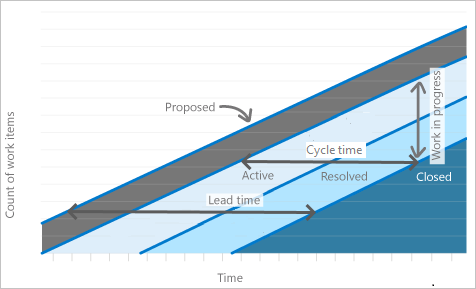 Proposed
Work in progress
Cycle time
Active
Resolved
Closed
Lead time
Count of work items
Time